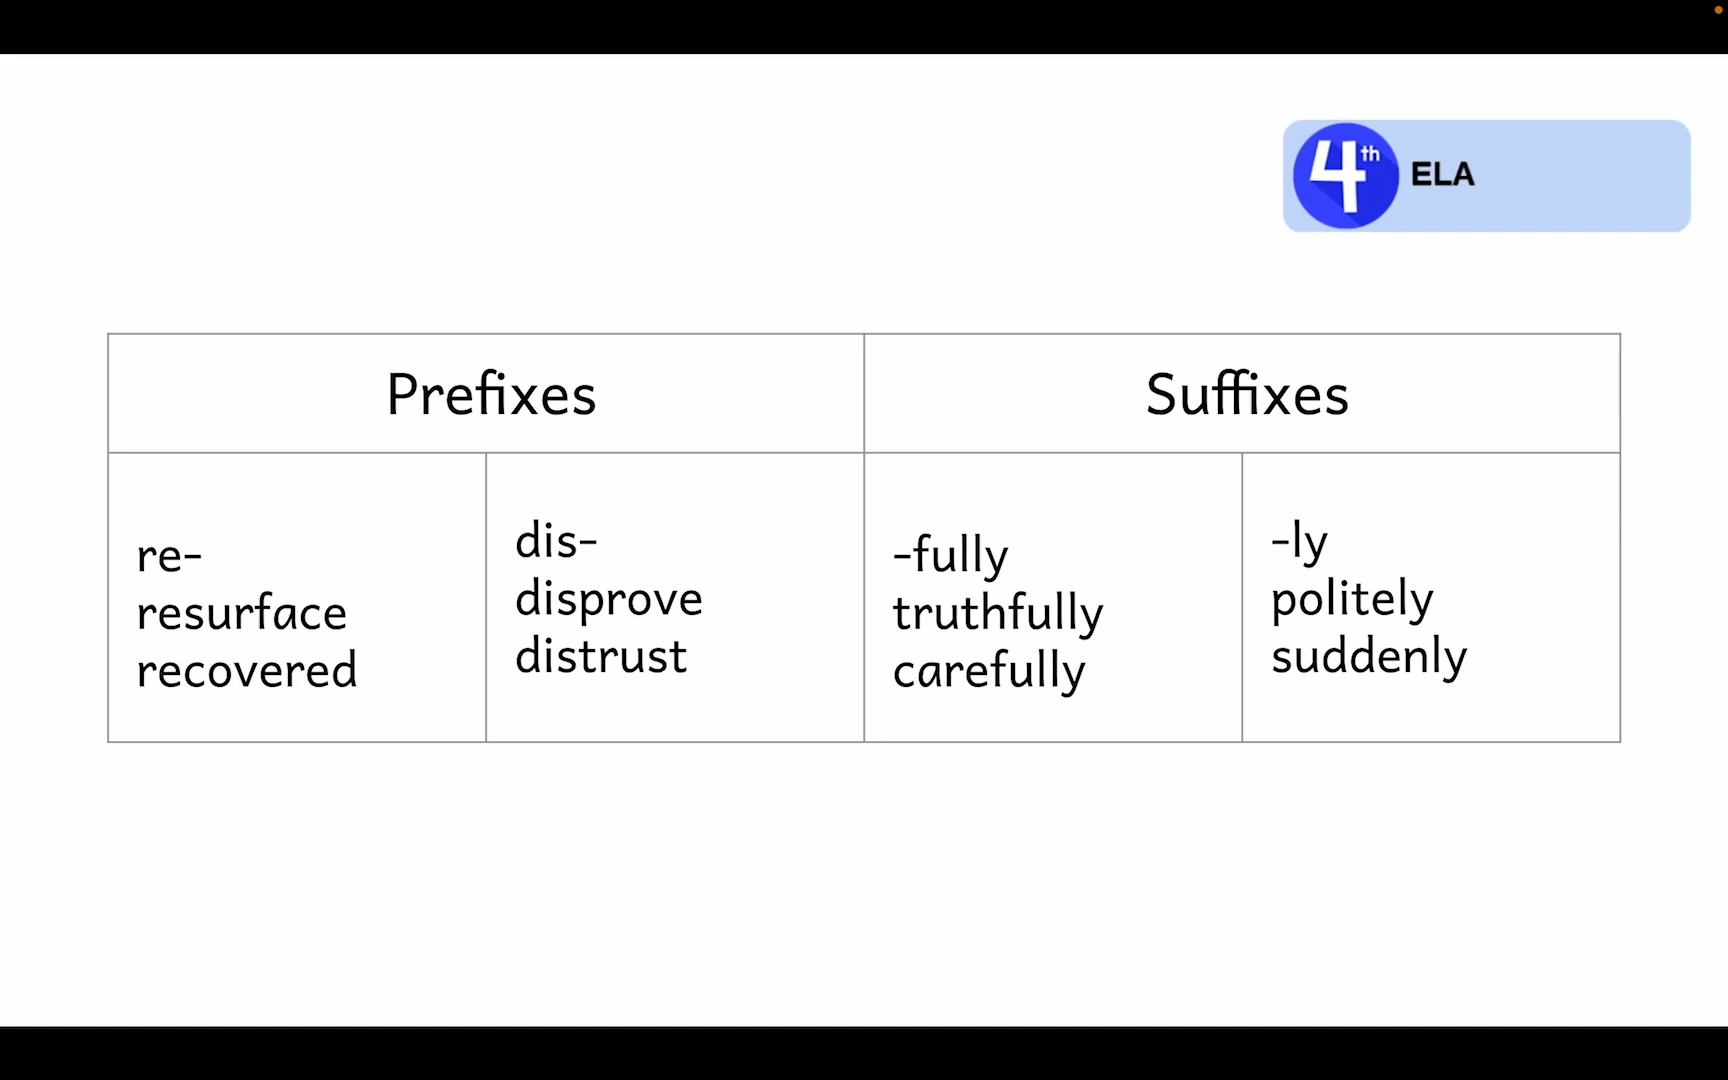 4th ELA
Prefixes
Suffixes
re-
resurface
recovered
dis-
disprove
distrust
-fully
truthfully
carefully
-ly
politely
suddenly